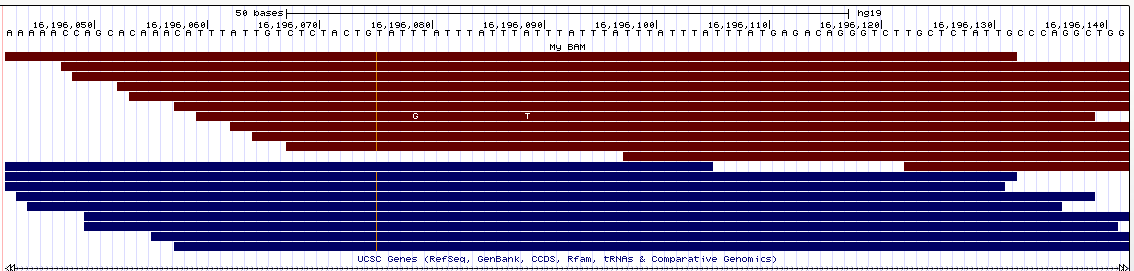 50 bases hg19
16,196,050 16,196,060 16,196,070 16,196,080 16,196,090 16,196,100 16,196,110 16,196,120 16,196,130 16,196,140
AAAAACCAGCACAAACATTTATTGTCTCTACTGTATTTATTTATTTATTTATTTATTTATTTATTTATGAGACAGGGTCTTGCTCTATTGCCCAGGCTGG
My BAM
G T
UCSC Genes (RefSeq, GenBank, CCDS, Rfam, tRNAs & Comparative Genomics)